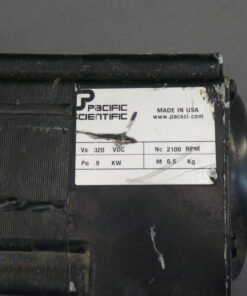 PACIFIC
SCIENTIFIC
MADE IN USA
www.pacsci.com
Vs 320 VDC
Nc 2100 RPM
Po .9 KW
M 6.5 Kg